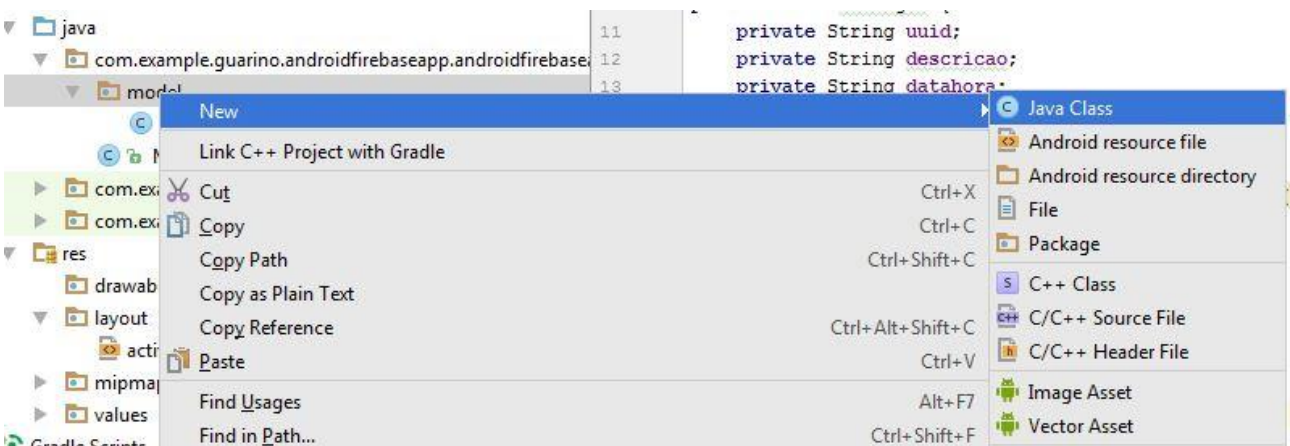 java
com.example.guarino.androidfirebaseapp.androidfirebase
model
com.exa
com.exa
res
drawab
layout
acti
mipmap
values
Gradle Scripts
11 private String uuid;
12 private String descricao;
13 private String datahora;
New
Link C++ Project with Gradle
Cut Ctrl+X
Copy Ctrl+C
Copy Path Ctrl+Shift+C
Copy as Plain Text
Copy Reference Ctrl+Alt+Shift+C
Paste Ctrl+V
Find Usages Alt+F7
Find in Path... Ctrl+Shift+F
Java Class
Android resource file
Android resource directory
File
Package
C++ Class
C/C++ Source File
C/C++ Header File
Image Asset
Vector Asset